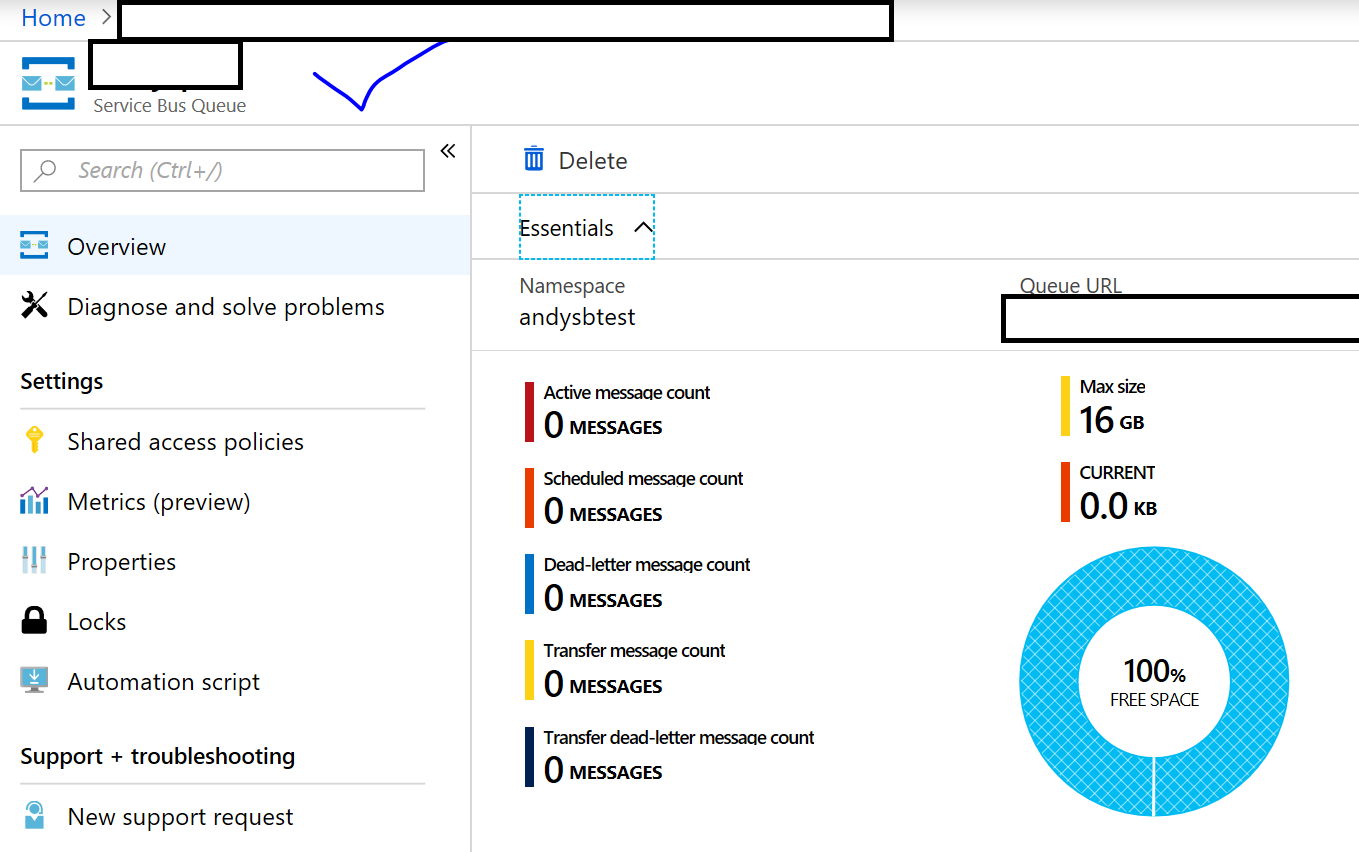 Home >
Service Bus Queue
Search (Ctrl+/)
«
Delete
Overview
Essentials
Diagnose and solve problems
Namespace
Queue URL
andysbtest
Settings
Shared access policies
Metrics (preview)
Properties
Locks
Automation script
Support + troubleshooting
New support request
Active message count
0 MESSAGES
Scheduled message count
0 MESSAGES
Dead-letter message count
0 MESSAGES
Transfer message count
0 MESSAGES
Transfer dead-letter message count
0 MESSAGES
Max size
16 GB
CURRENT
0.0 KB
100%
FREE SPACE